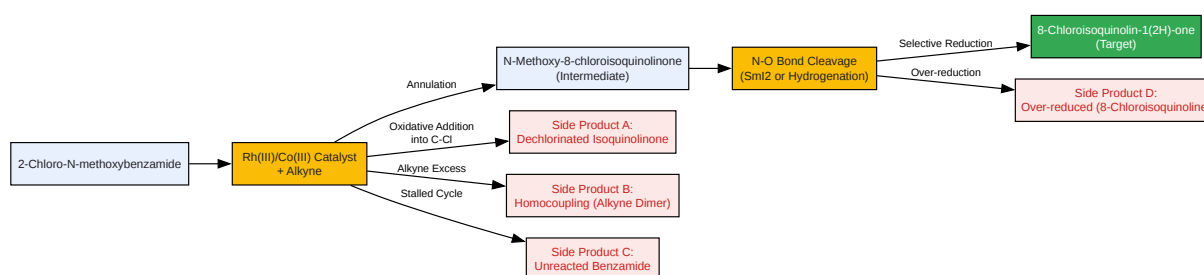 2-Chloro-N-methoxybenzamide
Rh(III)/Co(III) Catalyst
+ Alkyne
Annulation
Oxidative Addition
into C-Cl
Alkyne Excess
Stalled Cycle
N-Methoxy-8-chloroisoquinolinone
(Intermediate)
Side Product A:
Dechlorinated Isoquinolinone
Side Product B:
Homocoupling (Alkyne Dimer)
Side Product C:
Unreacted Benzamide
N-O Bond Cleavage
(SmI2 or Hydrogenation)
Selective Reduction
Over-reduction
8-Chloroisoquinolin-1(2H)-one
(Target)
Side Product D:
Over-reduced (8-Chloroisoquinoline